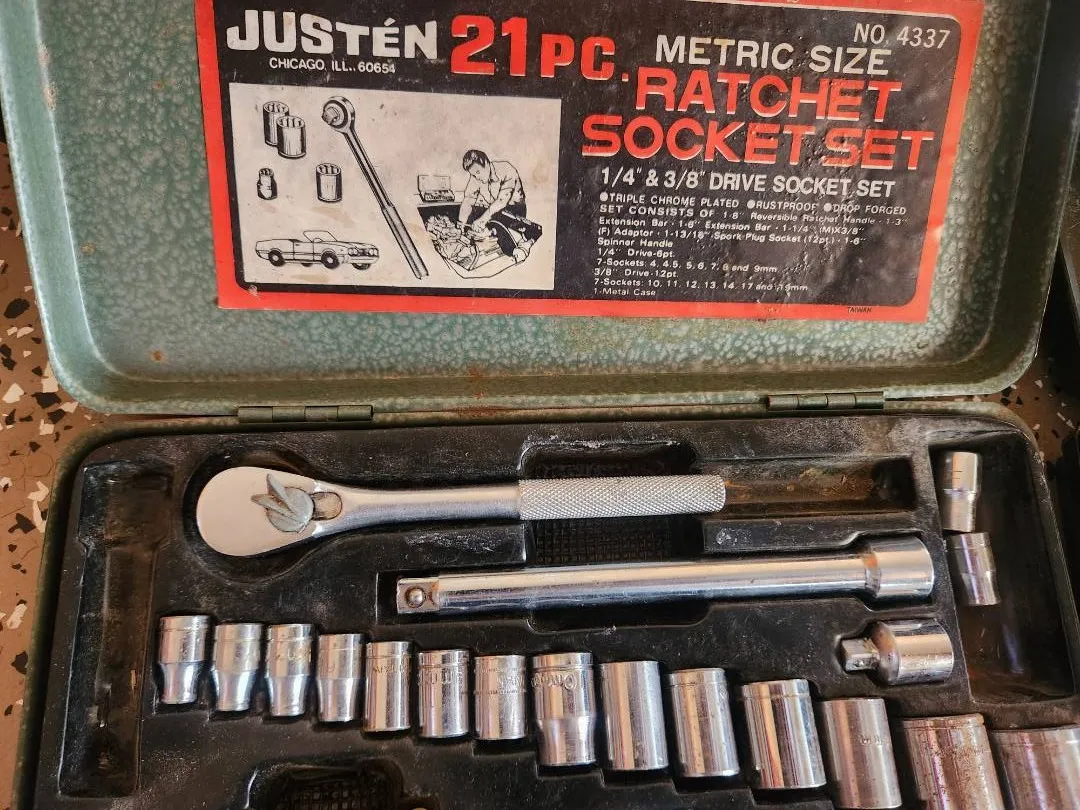 JUSTÉN
CHICAGO, ILL., 60654
21 PC.
NO. 4337
METRIC SIZE
RATCHET
SOCKET SET
1/4" & 3/8" DRIVE SOCKET SET
●TRIPLE CHROME PLATED ●RUSTPROOF ●DROP FORGED
SET CONSISTS OF 1-8" Reversible Ratchet Handle · 1-3"
Extension Bar · 1-6" Extension Bar · 1-1/4" (M)X3/8"
(F) Adaptor · 1-13/16" Spark Plug Socket (12pt.) · 1-6"
Spinner Handle
1/4" Drive-6pt.
7-Sockets: 4, 4.5, 5, 6, 7, 8 and 9mm
3/8" Drive-12pt.
7-Sockets: 10, 11, 12, 13, 14, 17 and 19mm
1-Metal Case
TAIWAN